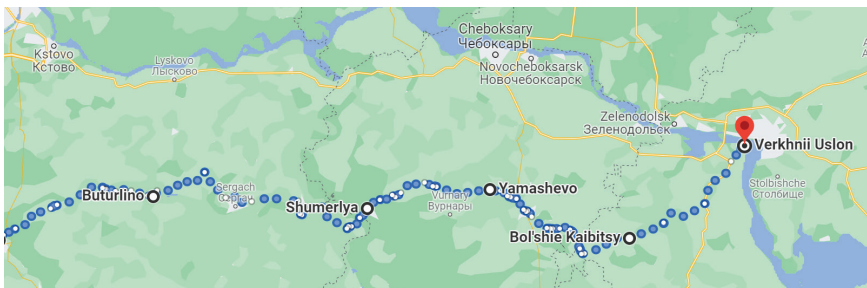 Cheboksary
Чебоксары
Kstovo
Кстово
Lyskovo
Лысково
Novocheboksarsk
Новочебоксарск
Zelenodolsk
Зеленодольск
Verkhnii Uslon
Stolbishche
Столбище
Buturlino
Sergach
Shumerlya
Yamashevo
Vurnary
Вурнары
Bol'shie Kaibitsy